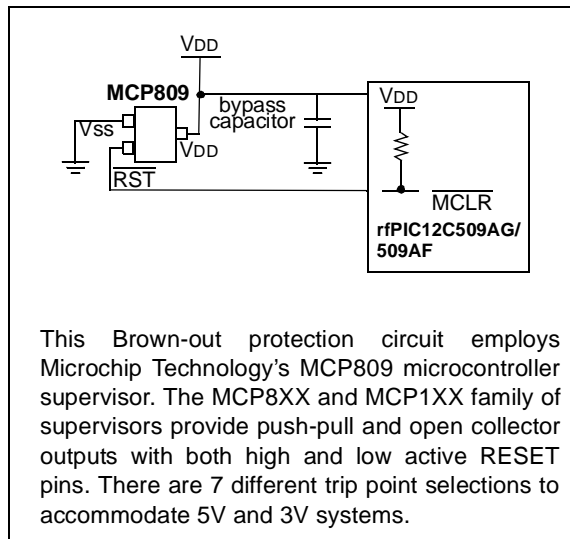 VDD
MCP809
bypass
capacitor
VDD
Vss
VDD
RST
MCLR
rfPIC12C509AG/
509AF
This Brown-out protection circuit employs
Microchip Technology's MCP809 microcontroller
supervisor. The MCP8XX and MCP1XX family of
supervisors provide push-pull and open collector
outputs with both high and low active RESET
pins. There are 7 different trip point selections to
accommodate 5V and 3V systems.